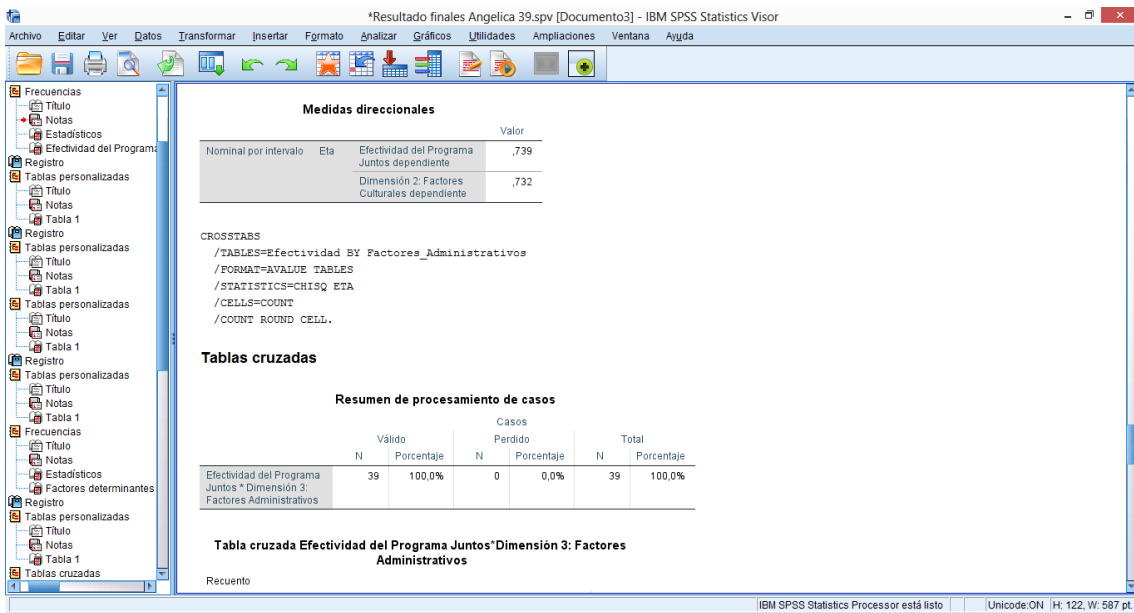 *Resultado finales Angelica 39.spv [Documento3] - IBM SPSS Statistics Visor
Archivo Editar Ver Datos Transformar Insertar Formato Analizar Gráficos Utilidades Ampliaciones Ventana Ayuda
Frecuencias
Título
Notas
Estadísticos
Efectividad del Programa
Registro
Tablas personalizadas
Título
Notas
Tabla 1
Registro
Tablas personalizadas
Título
Notas
Tabla 1
Tablas personalizadas
Título
Notas
Tabla 1
Registro
Tablas personalizadas
Título
Notas
Tabla 1
Frecuencias
Título
Notas
Estadísticos
Factores determinantes
Registro
Tablas personalizadas
Título
Notas
Tabla 1
Tablas cruzadas
Medidas direccionales
Valor
Nominal por intervalo Eta Efectividad del Programa ,739
Juntos dependiente
Dimensión 2: Factores ,732
Culturales dependiente
CROSSTABS
/TABLES=Efectividad BY Factores_Administrativos
/FORMAT=AVALUE TABLES
/STATISTICS=CHISQ ETA
/CELLS=COUNT
/COUNT ROUND CELL.
Tablas cruzadas
Resumen de procesamiento de casos
Casos
Válido Perdido Total
N Porcentaje N Porcentaje N Porcentaje
Efectividad del Programa 39 100,0% 0 0,0% 39 100,0%
Juntos * Dimensión 3:
Factores Administrativos
Tabla cruzada Efectividad del Programa Juntos*Dimensión 3: Factores
Administrativos
Recuento
IBM SPSS Statistics Processor está listo Unicode:ON H: 122, W: 587 pt.